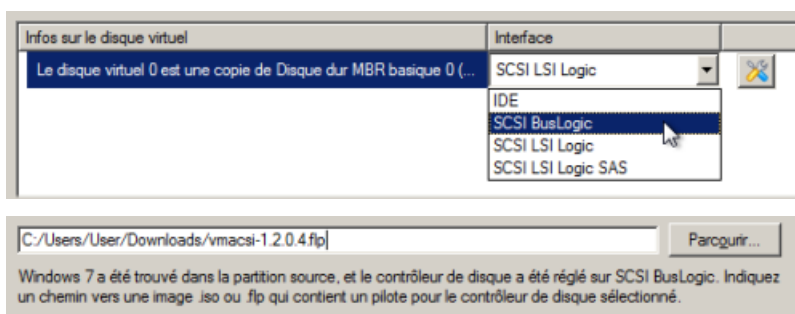 Infos sur le disque virtuel Interface
Le disque virtuel 0 est une copie de Disque dur MBR basique 0 (... SCSI LSI Logic
IDE
SCSI BusLogic
SCSI LSI Logic
SCSI LSI Logic SAS
C:/Users/User/Downloads/vmacsi-1.2.0.4.flp Parcourir...
Windows 7 a été trouvé dans la partition source, et le contrôleur de disque a été réglé sur SCSI BusLogic. Indiquez
un chemin vers une image .iso ou .flp qui contient un pilote pour le contrôleur de disque sélectionné.